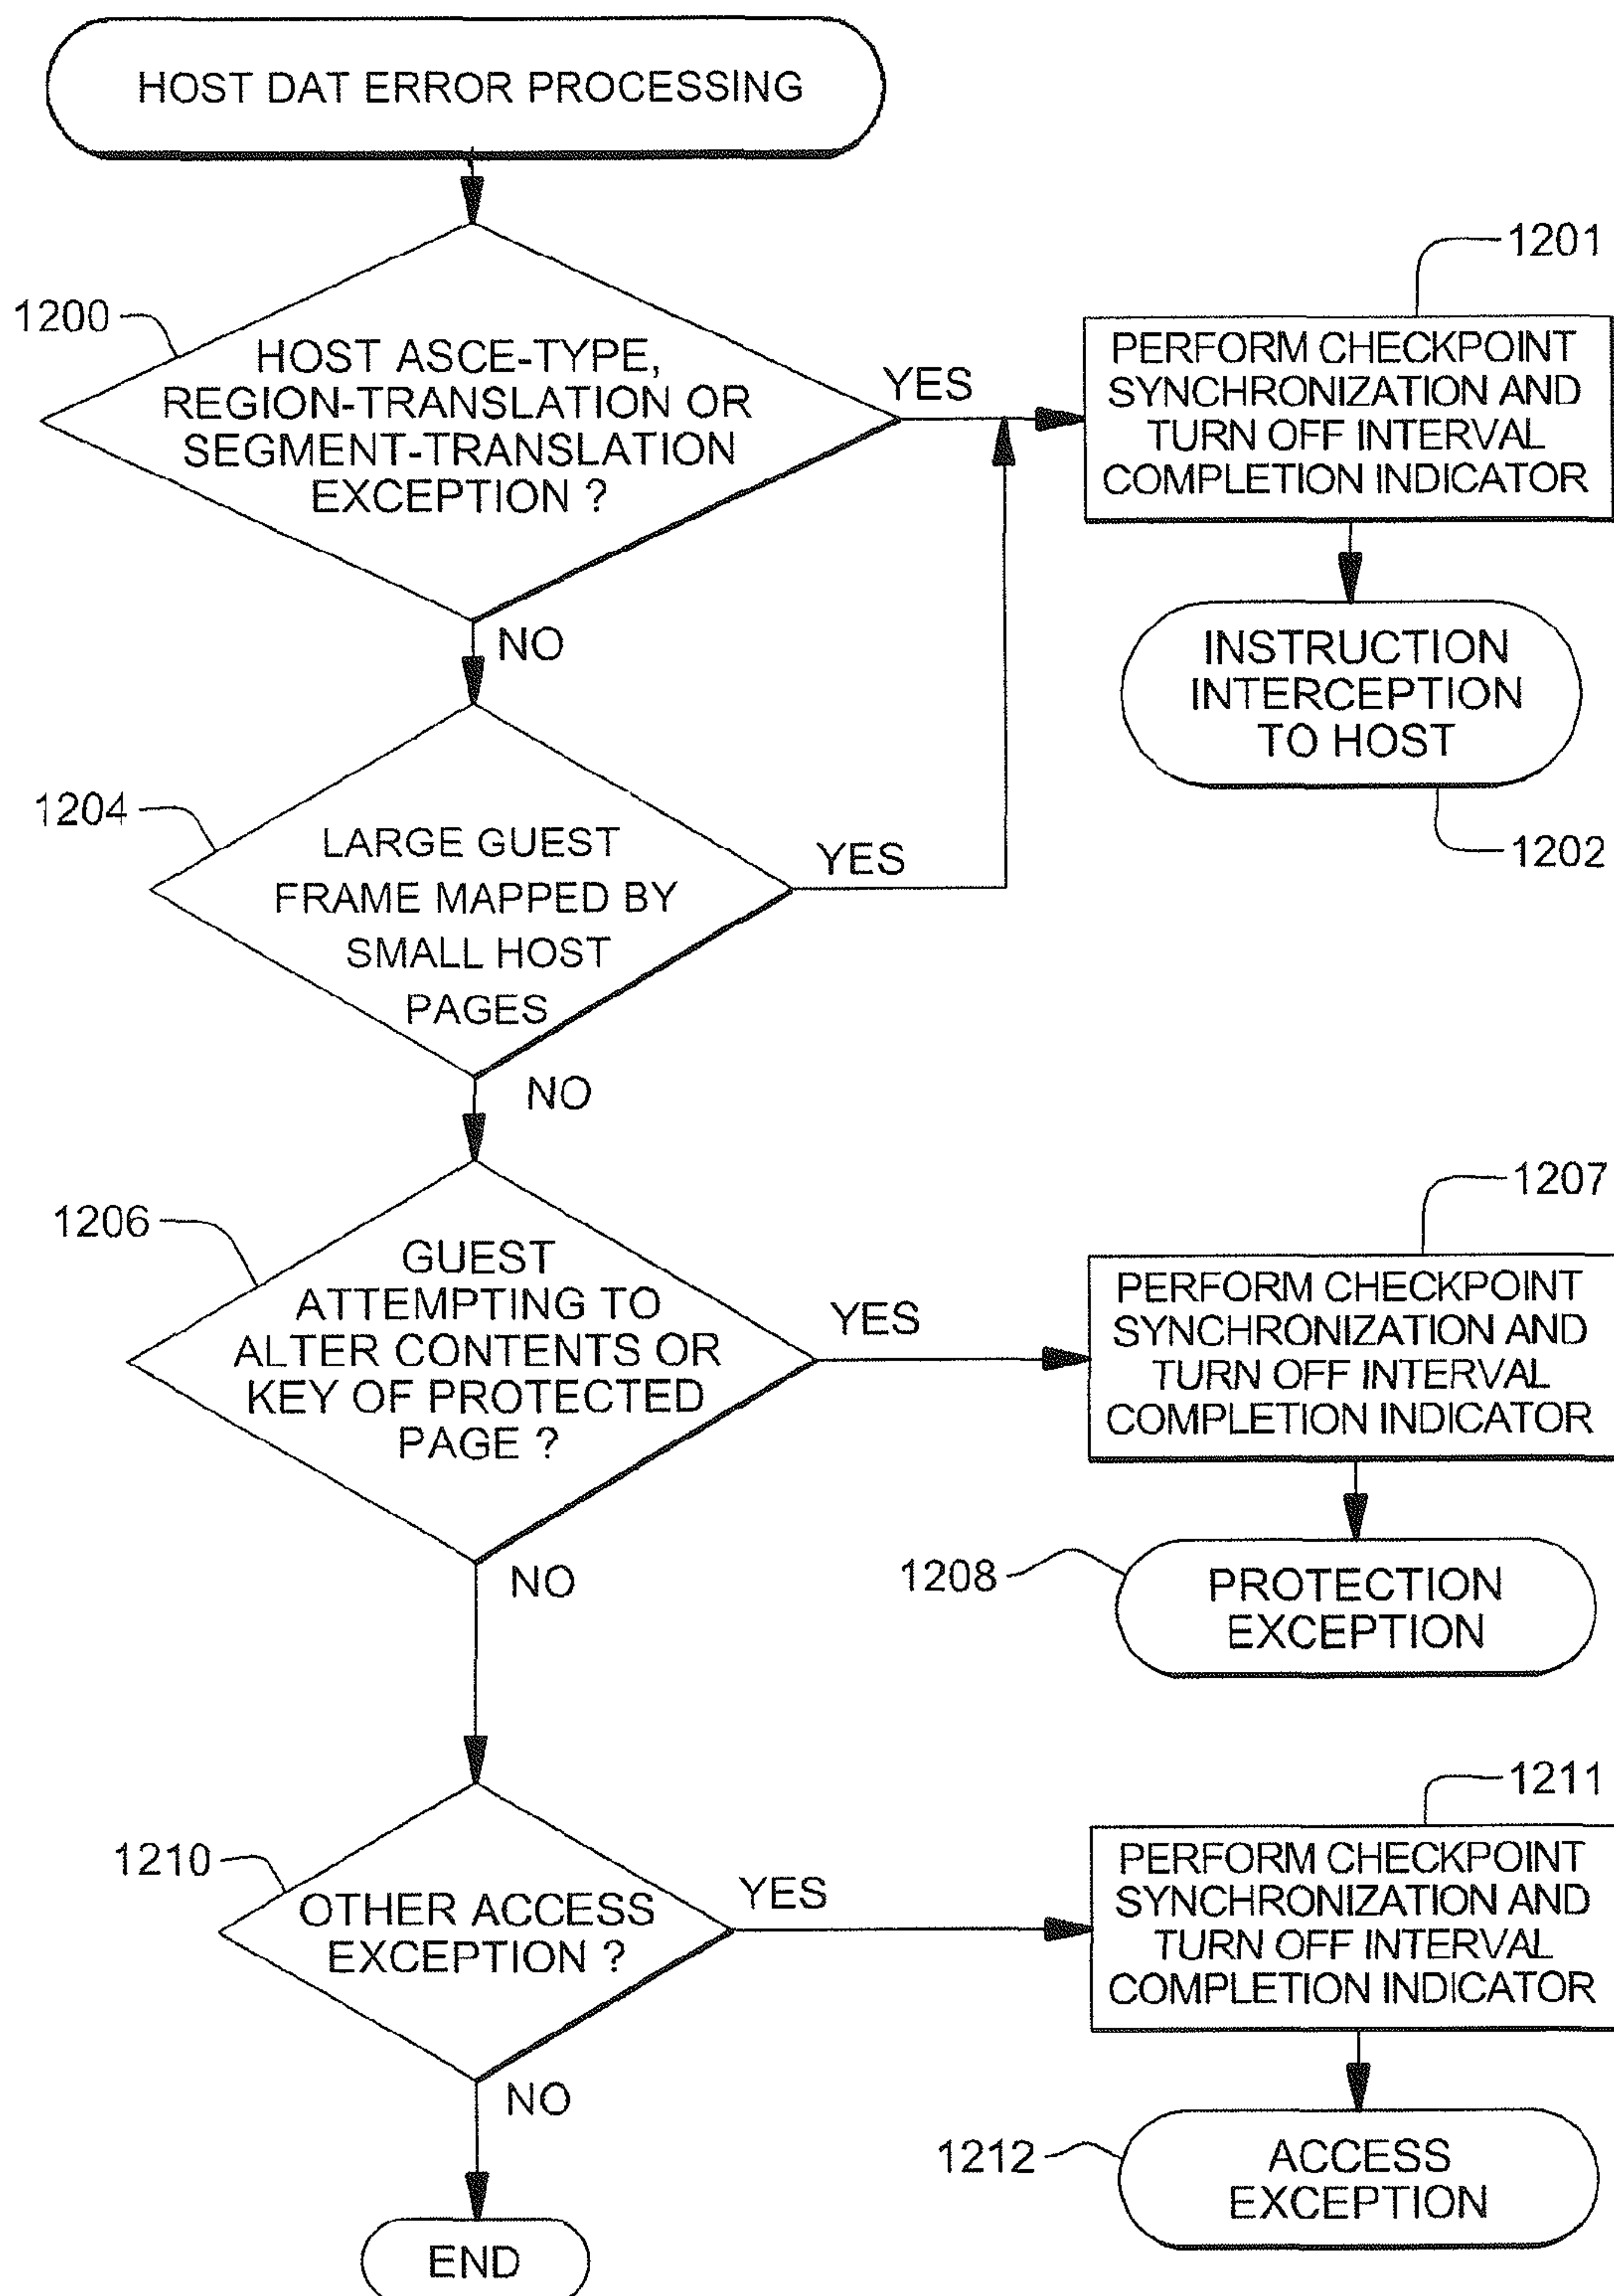 HOST DAT ERROR PROCESSING
1200
HOST ASCE-TYPE,
REGION-TRANSLATION OR
SEGMENT-TRANSLATION
EXCEPTION ?
YES
NO
1201
PERFORM CHECKPOINT
SYNCHRONIZATION AND
TURN OFF INTERVAL
COMPLETION INDICATOR
INSTRUCTION
INTERCEPTION
TO HOST
1202
1204
LARGE GUEST
FRAME MAPPED BY
SMALL HOST
PAGES
YES
NO
1206
GUEST
ATTEMPTING TO
ALTER CONTENTS OR
KEY OF PROTECTED
PAGE ?
YES
NO
1207
PERFORM CHECKPOINT
SYNCHRONIZATION AND
TURN OFF INTERVAL
COMPLETION INDICATOR
1208
PROTECTION
EXCEPTION
1210
OTHER ACCESS
EXCEPTION ?
YES
NO
1211
PERFORM CHECKPOINT
SYNCHRONIZATION AND
TURN OFF INTERVAL
COMPLETION INDICATOR
1212
ACCESS
EXCEPTION
END